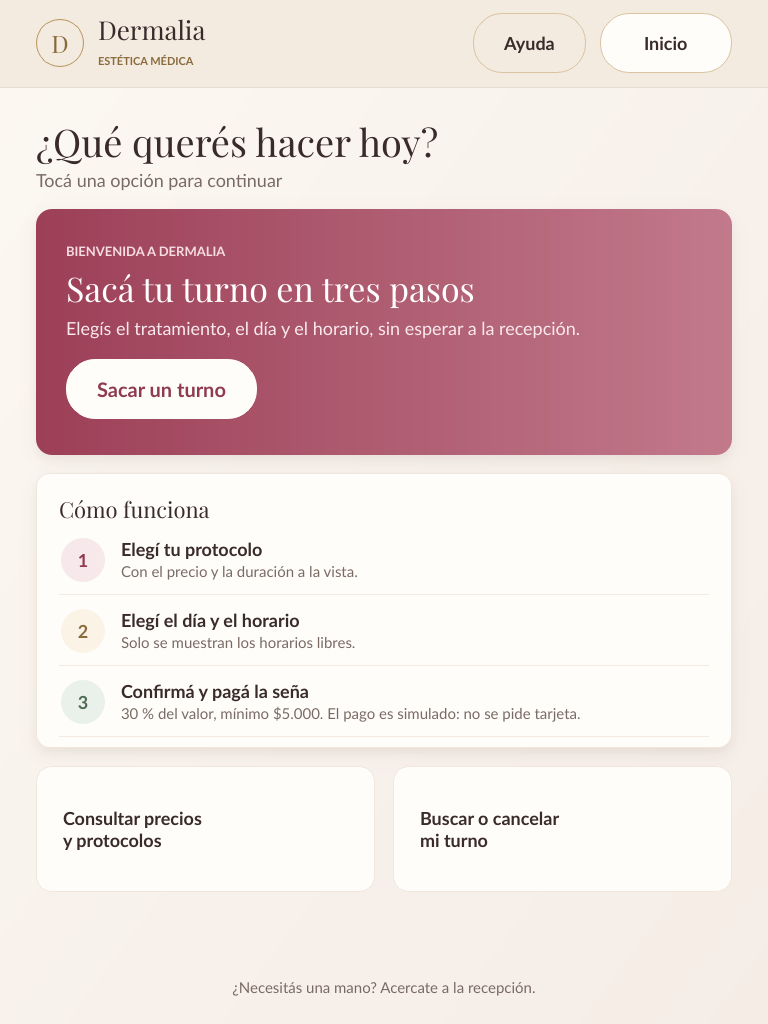 D
Dermalia
ESTÉTICA MÉDICA
Ayuda
Inicio
¿Qué querés hacer hoy?
Tocá una opción para continuar
BIENVENIDA A DERMALIA
Sacá tu turno en tres pasos
Elegís el tratamiento, el día y el horario, sin esperar a la recepción.
Sacar un turno
Cómo funciona
1
Elegí tu protocolo
Con el precio y la duración a la vista.
2
Elegí el día y el horario
Solo se muestran los horarios libres.
3
Confirmá y pagá la seña
30 % del valor, mínimo $5.000. El pago es simulado: no se pide tarjeta.
Consultar precios
y protocolos
Buscar o cancelar
mi turno
¿Necesitás una mano? Acercate a la recepción.